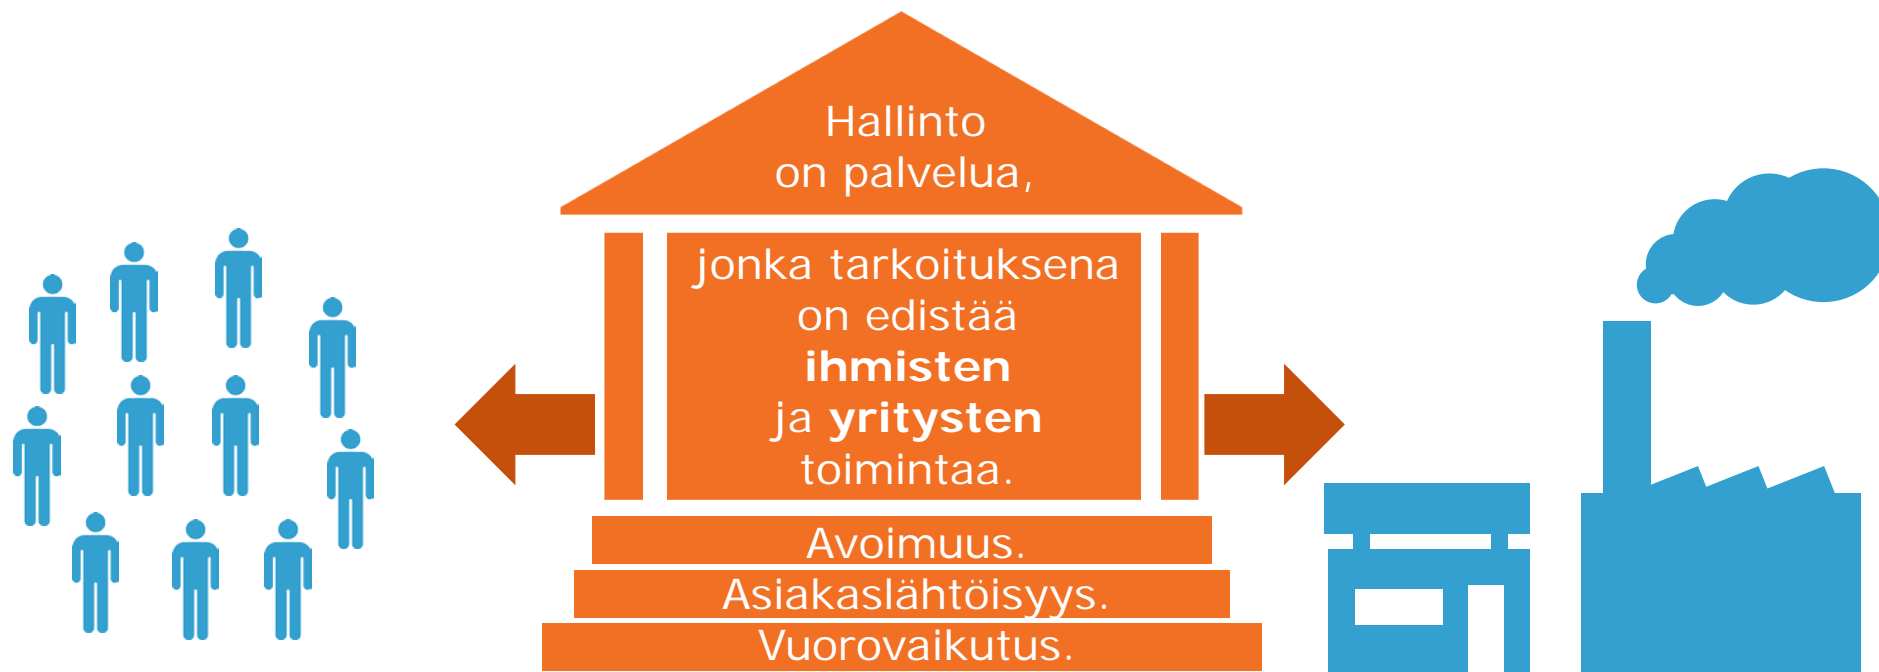 Hallinto
on palvelua,
jonka tarkoituksena
on edistää
ihmisten
ja yritysten
toimintaa.
Avoimuus.
Asiakaslähtöisyys.
Vuorovaikutus.